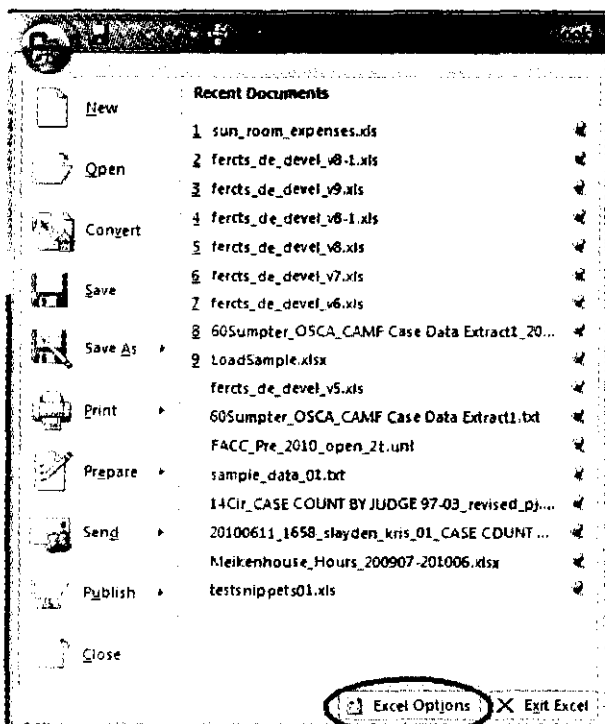 New
Open
Convert
Save
Save As
Print
Prepare
Send
Publish
Close
Recent Documents
1 sun_room_expenses.xls
2 fercts_de_devel_v8-1.xls
3 fercts_de_devel_v9.xls
4 fercts_de_devel_v8-1.xls
5 fercts_de_devel_v8.xls
6 fercts_de_devel_v7.xls
7 fercts_de_devel_v6.xls
8 60Sumpter_OSCA_CAMF Case Data Extract1_20...
9 LoadSample.xlsx
fercts_de_devel_v5.xls
60Sumpter_OSCA_CAMF Case Data Extract1.txt
FACC_Pre_2010_open_2t.unl
sample_data_01.txt
14Cir_CASE COUNT BY JUDGE 97-03_revised_pj....
20100611_1658_slayden_kris_01_CASE COUNT ...
Meikenhouse_Hours_200907-201006.xlsx
testsnippets01.xls
Excel Options
X Exit Excel